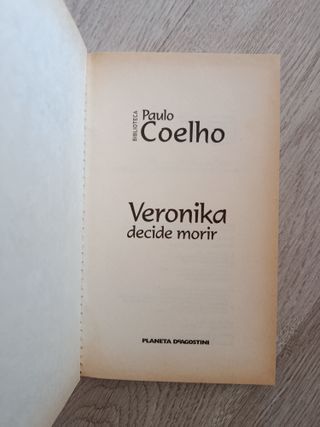 BIBLIOTECA
Paulo
Coelho
Veronika
decide morir
PLANETA DEAGOSTINI